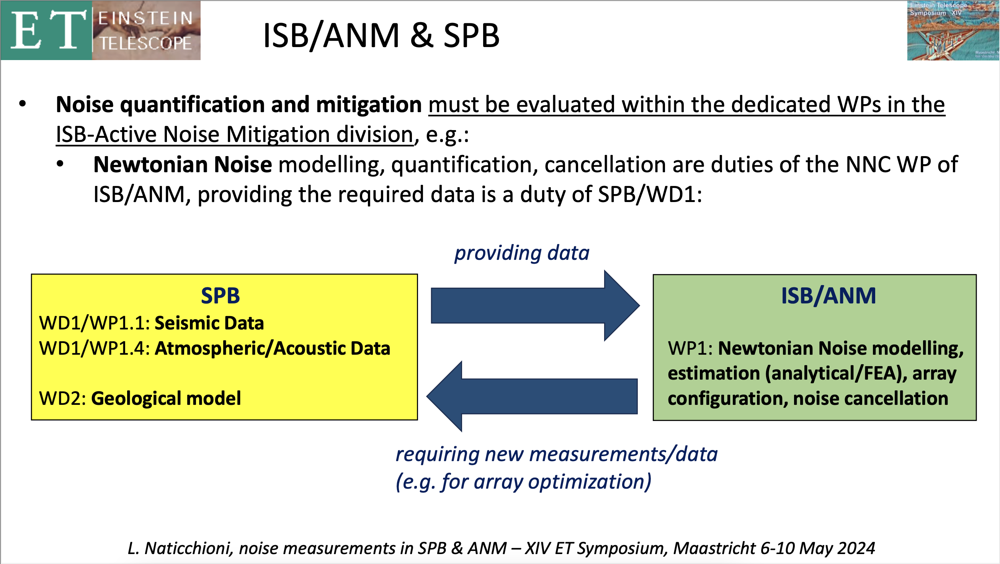 ET EINSTEIN
TELESCOPE
ISB/ANM & SPB
Einstein Telescope
Symposium XIV
Maastricht, N
• Noise quantification and mitigation must be evaluated within the dedicated WPs in the
ISB-Active Noise Mitigation division, e.g.:
• Newtonian Noise modelling, quantification, cancellation are duties of the NNC WP of
ISB/ANM, providing the required data is a duty of SPB/WD1:
providing data
SPB
WD1/WP1.1: Seismic Data
WD1/WP1.4: Atmospheric/Acoustic Data
WD2: Geological model
ISB/ANM
WP1: Newtonian Noise modelling,
estimation (analytical/FEA), array
configuration, noise cancellation
requiring new measurements/data
(e.g. for array optimization)
L. Naticchioni, noise measurements in SPB & ANM – XIV ET Symposium, Maastricht 6-10 May 2024